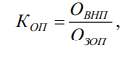 К_ОП = О_ВНП / О_ЗОП ,